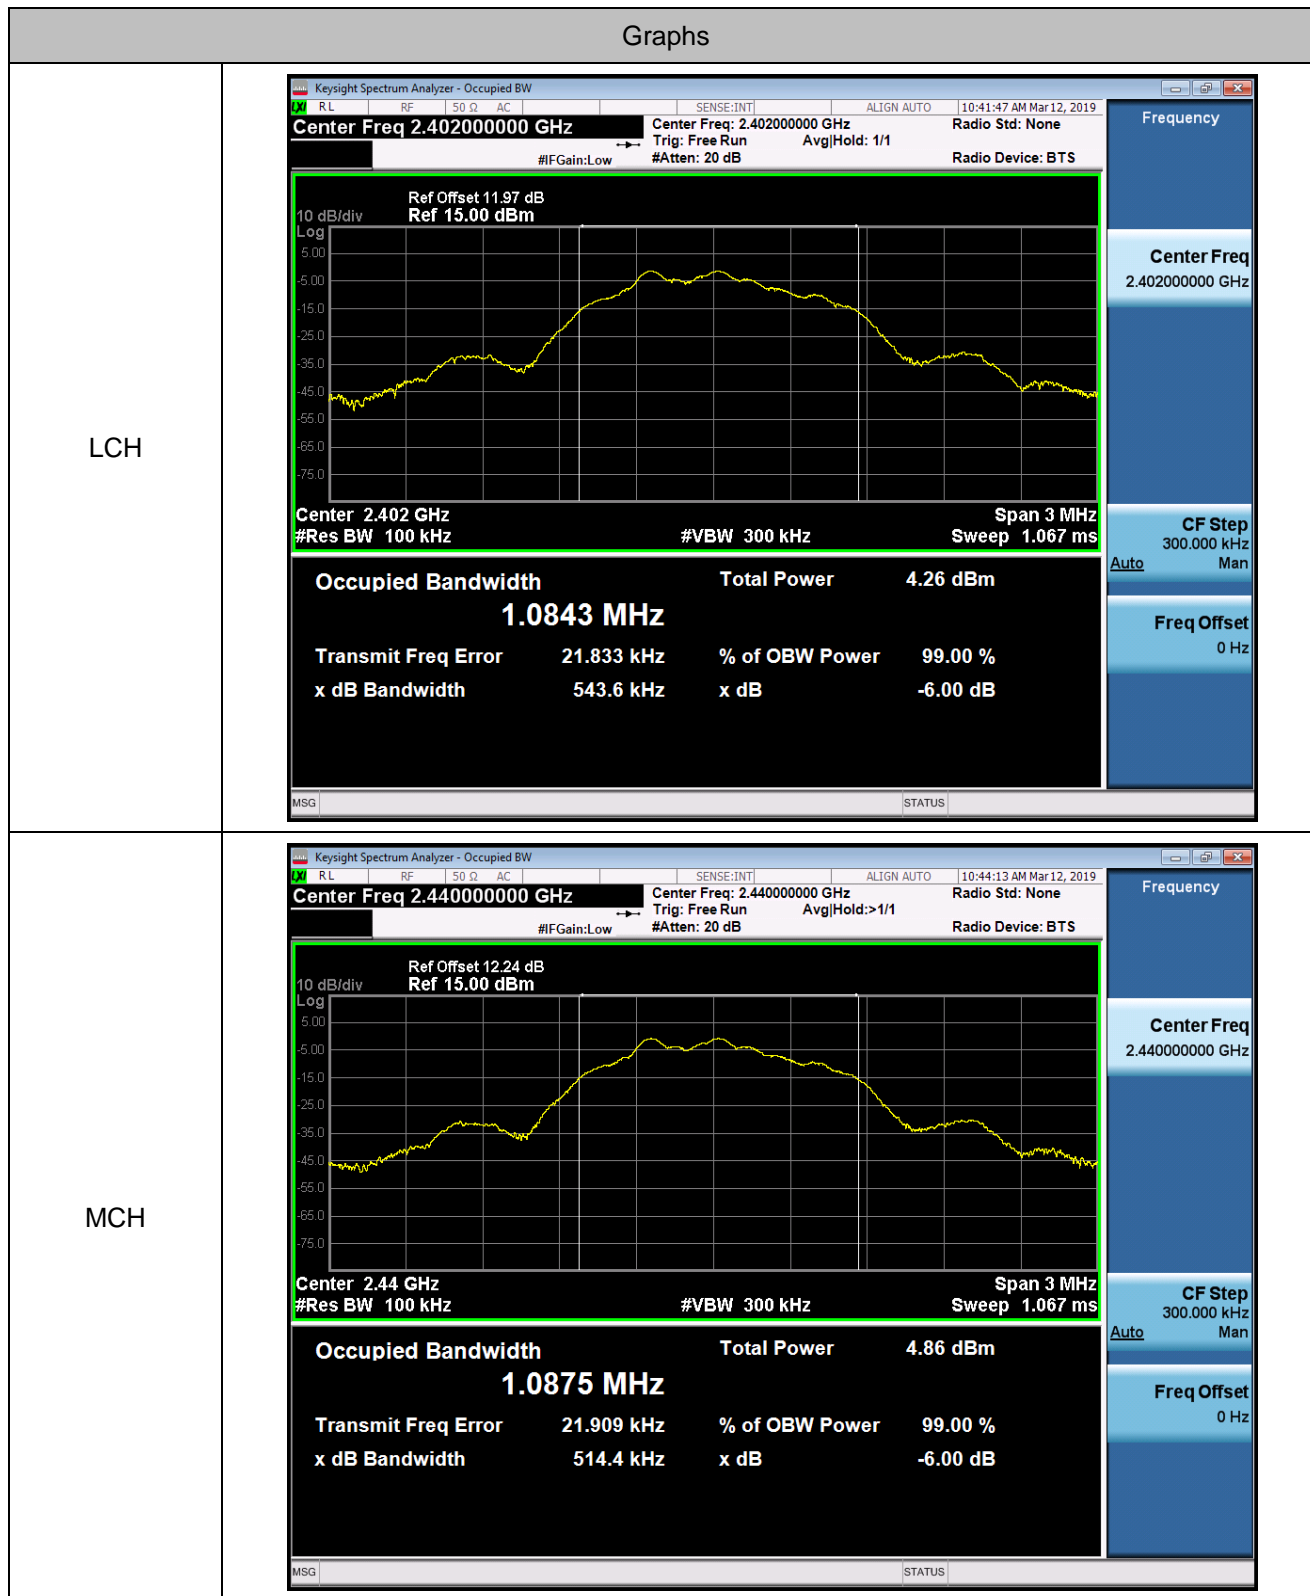 Graphs
LCH
Keysight Spectrum Analyzer - Occupied BW
LXI RL RF 50 Ω AC SENSE:INT ALIGN AUTO 10:41:47 AM Mar 12, 2019
Center Freq 2.402000000 GHz
Center Freq: 2.402000000 GHz Radio Std: None
Trig: Free Run Avg|Hold: 1/1
#IFGain:Low #Atten: 20 dB Radio Device: BTS
Ref Offset 11.97 dB
10 dB/div Ref 15.00 dBm
Log
5.00
-5.00
-15.0
-25.0
-35.0
-45.0
-55.0
-65.0
-75.0
Center 2.402 GHz Span 3 MHz
#Res BW 100 kHz #VBW 300 kHz Sweep 1.067 ms
Occupied Bandwidth Total Power 4.26 dBm
1.0843 MHz
Transmit Freq Error 21.833 kHz % of OBW Power 99.00 %
x dB Bandwidth 543.6 kHz x dB -6.00 dB
MSG STATUS
Frequency
Center Freq
2.402000000 GHz
CF Step
300.000 kHz
Auto Man
Freq Offset
0 Hz
MCH
Keysight Spectrum Analyzer - Occupied BW
LXI RL RF 50 Ω AC SENSE:INT ALIGN AUTO 10:44:13 AM Mar 12, 2019
Center Freq 2.440000000 GHz
Center Freq: 2.440000000 GHz Radio Std: None
Trig: Free Run Avg|Hold:>1/1
#IFGain:Low #Atten: 20 dB Radio Device: BTS
Ref Offset 12.24 dB
10 dB/div Ref 15.00 dBm
Log
5.00
-5.00
-15.0
-25.0
-35.0
-45.0
-55.0
-65.0
-75.0
Center 2.44 GHz Span 3 MHz
#Res BW 100 kHz #VBW 300 kHz Sweep 1.067 ms
Occupied Bandwidth Total Power 4.86 dBm
1.0875 MHz
Transmit Freq Error 21.909 kHz % of OBW Power 99.00 %
x dB Bandwidth 514.4 kHz x dB -6.00 dB
MSG STATUS
Frequency
Center Freq
2.440000000 GHz
CF Step
300.000 kHz
Auto Man
Freq Offset
0 Hz